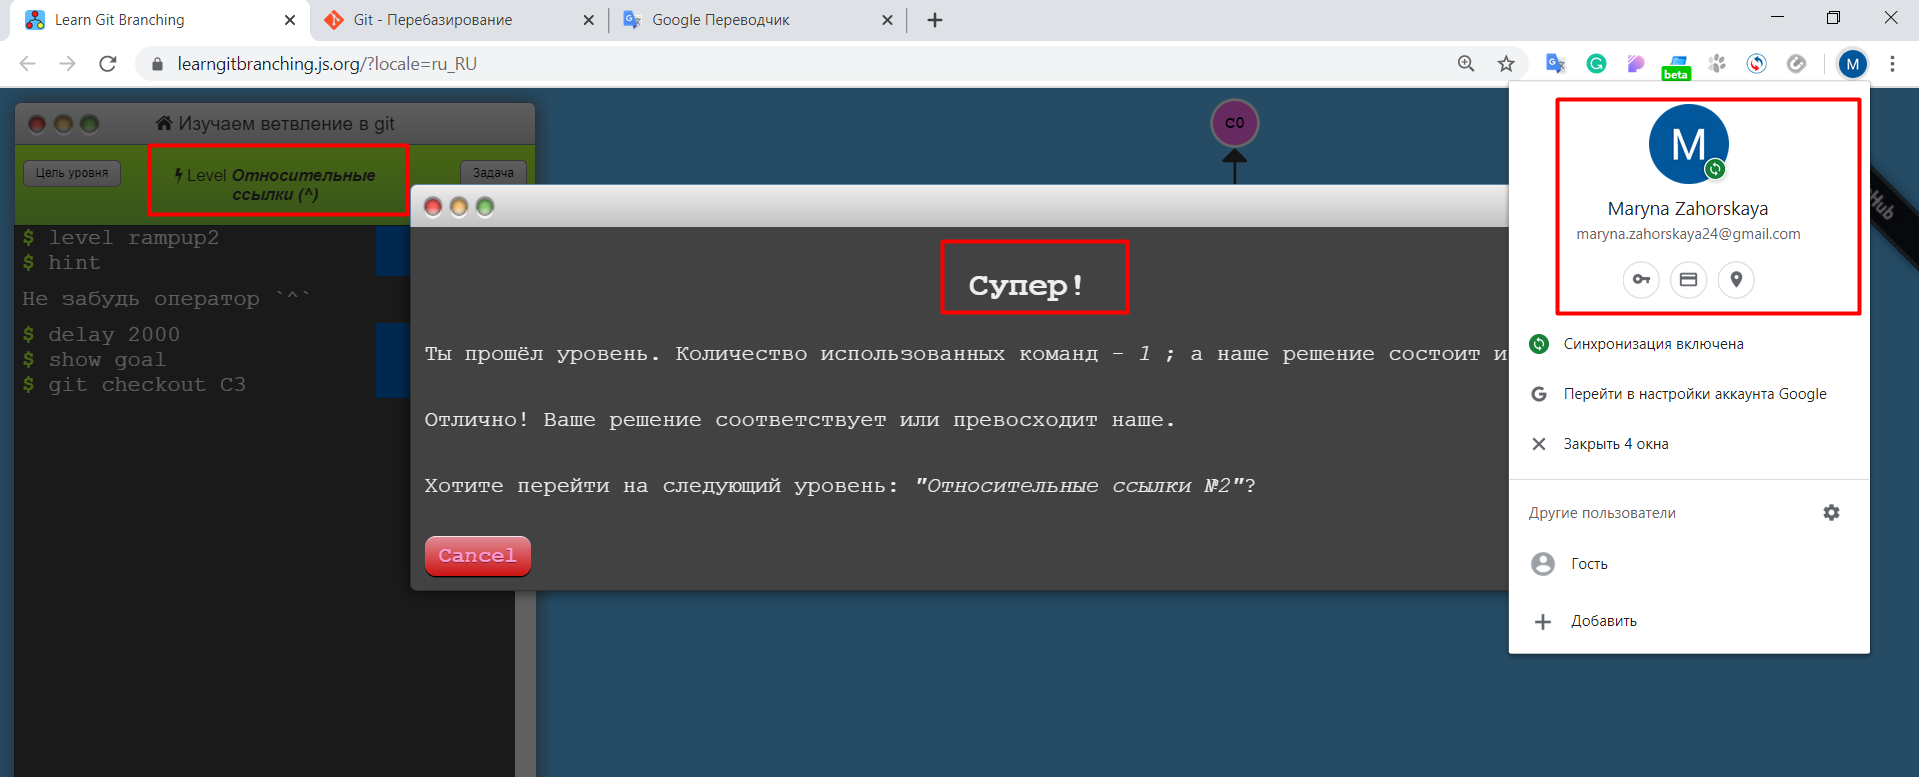 Learn Git Branching
Git - Перебазирование
Google Переводчик
learngitbranching.js.org/?locale=ru_RU
beta
M
Изучаем ветвление в git
Цель уровня
Level Относительные
ссылки (^)
Задача
$ level rampup2
$ hint
Не забудь оператор `^`
$ delay 2000
$ show goal
$ git checkout C3
C0
Супер!
Ты прошёл уровень. Количество использованных команд - 1 ; а наше решение состоит и
Отлично! Ваше решение соответствует или превосходит наше.
Хотите перейти на следующий уровень: "Относительные ссылки №2"?
Cancel
M
Maryna Zahorskaya
maryna.zahorskaya24@gmail.com
Синхронизация включена
Перейти в настройки аккаунта Google
Закрыть 4 окна
Другие пользователи
Гость
Добавить
Hub